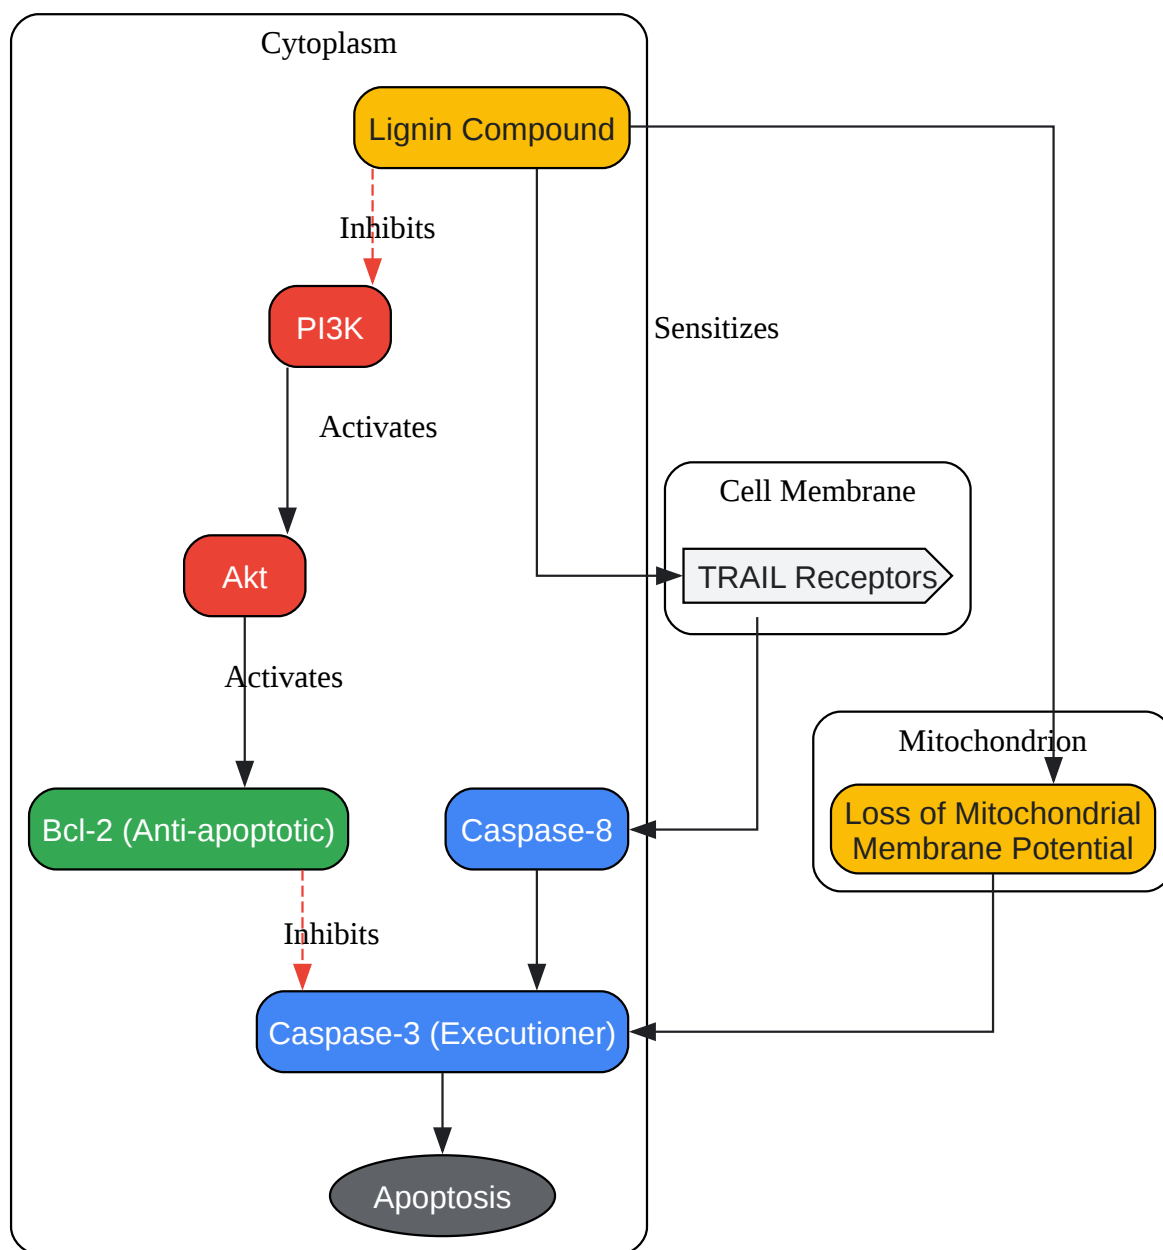 Cytoplasm
Lignin Compound
Inhibits
PI3K
Sensitizes
Activates
Cell Membrane
Akt
TRAIL Receptors
Activates
Mitochondrion
Bcl-2 (Anti-apoptotic)
Caspase-8
Loss of Mitochondrial
Membrane Potential
Inhibits
Caspase-3 (Executioner)
Apoptosis